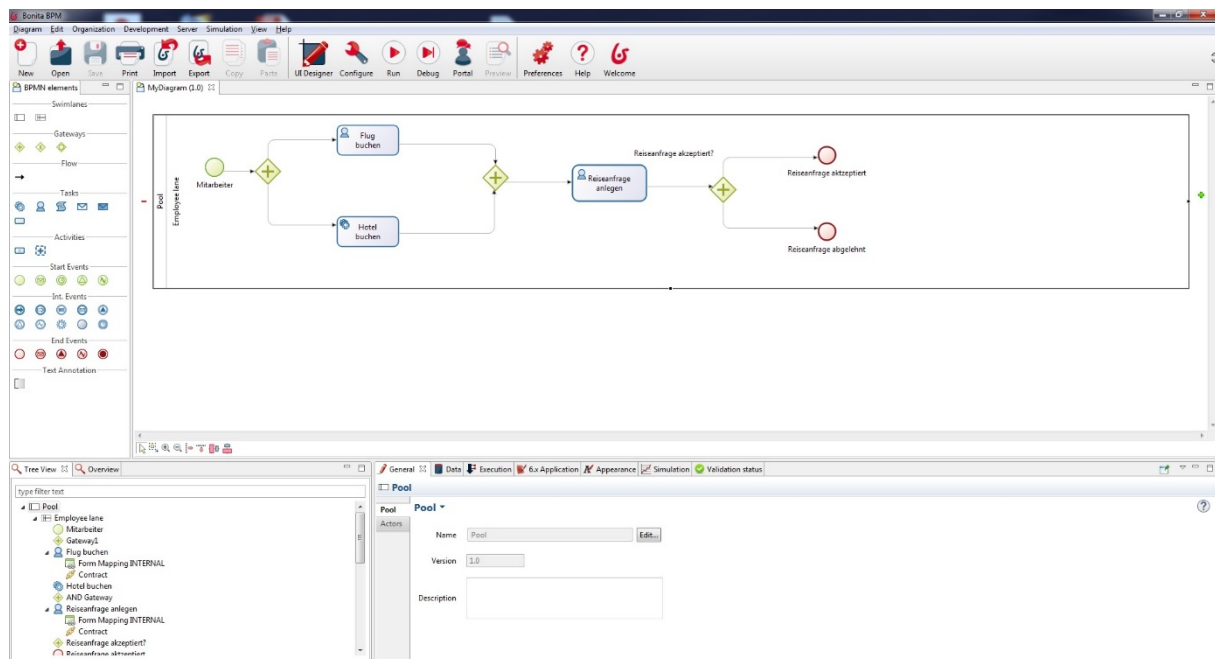 Bonita BPM
Diagram Edit Organization Development Server Simulation View Help
New Open Save Print Import Export Copy Paste UI Designer Configure Run Debug Portal Preview Preferences Help Welcome
BPMN elements
MyDiagram (1.0)
Swimlanes
Gateways
Flow
Tasks
Activities
Start Events
Int. Events
End Events
Text Annotation
Pool
Employee lane
Mitarbeiter
Flug
buchen
Hotel
buchen
Reiseanfrage
anlegen
Reiseanfrage akzeptiert?
Reiseanfrage aktzeptiert
Reiseanfrage abgelehnt
Tree View Overview
type filter text
Pool
Employee lane
Mitarbeiter
Gateway1
Flug buchen
Form Mapping INTERNAL
Contract
Hotel buchen
AND Gateway
Reiseanfrage anlegen
Form Mapping INTERNAL
Contract
Reiseanfrage akzeptiert?
Reiseanfrage aktzeptiert
General Data Execution 6.x Application Appearance Simulation Validation status
Pool
Pool
Actors
Pool
Name Pool Edit...
Version 1.0
Description